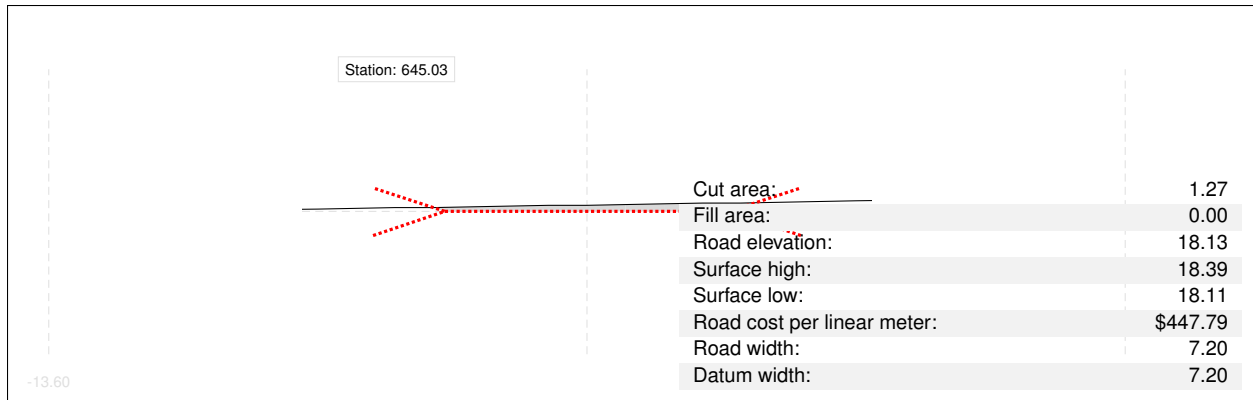 Station: 645.03
Cut area: 1.27
Fill area: 0.00
Road elevation: 18.13
Surface high: 18.39
Surface low: 18.11
Road cost per linear meter: $447.79
Road width: 7.20
Datum width: 7.20
-13.60